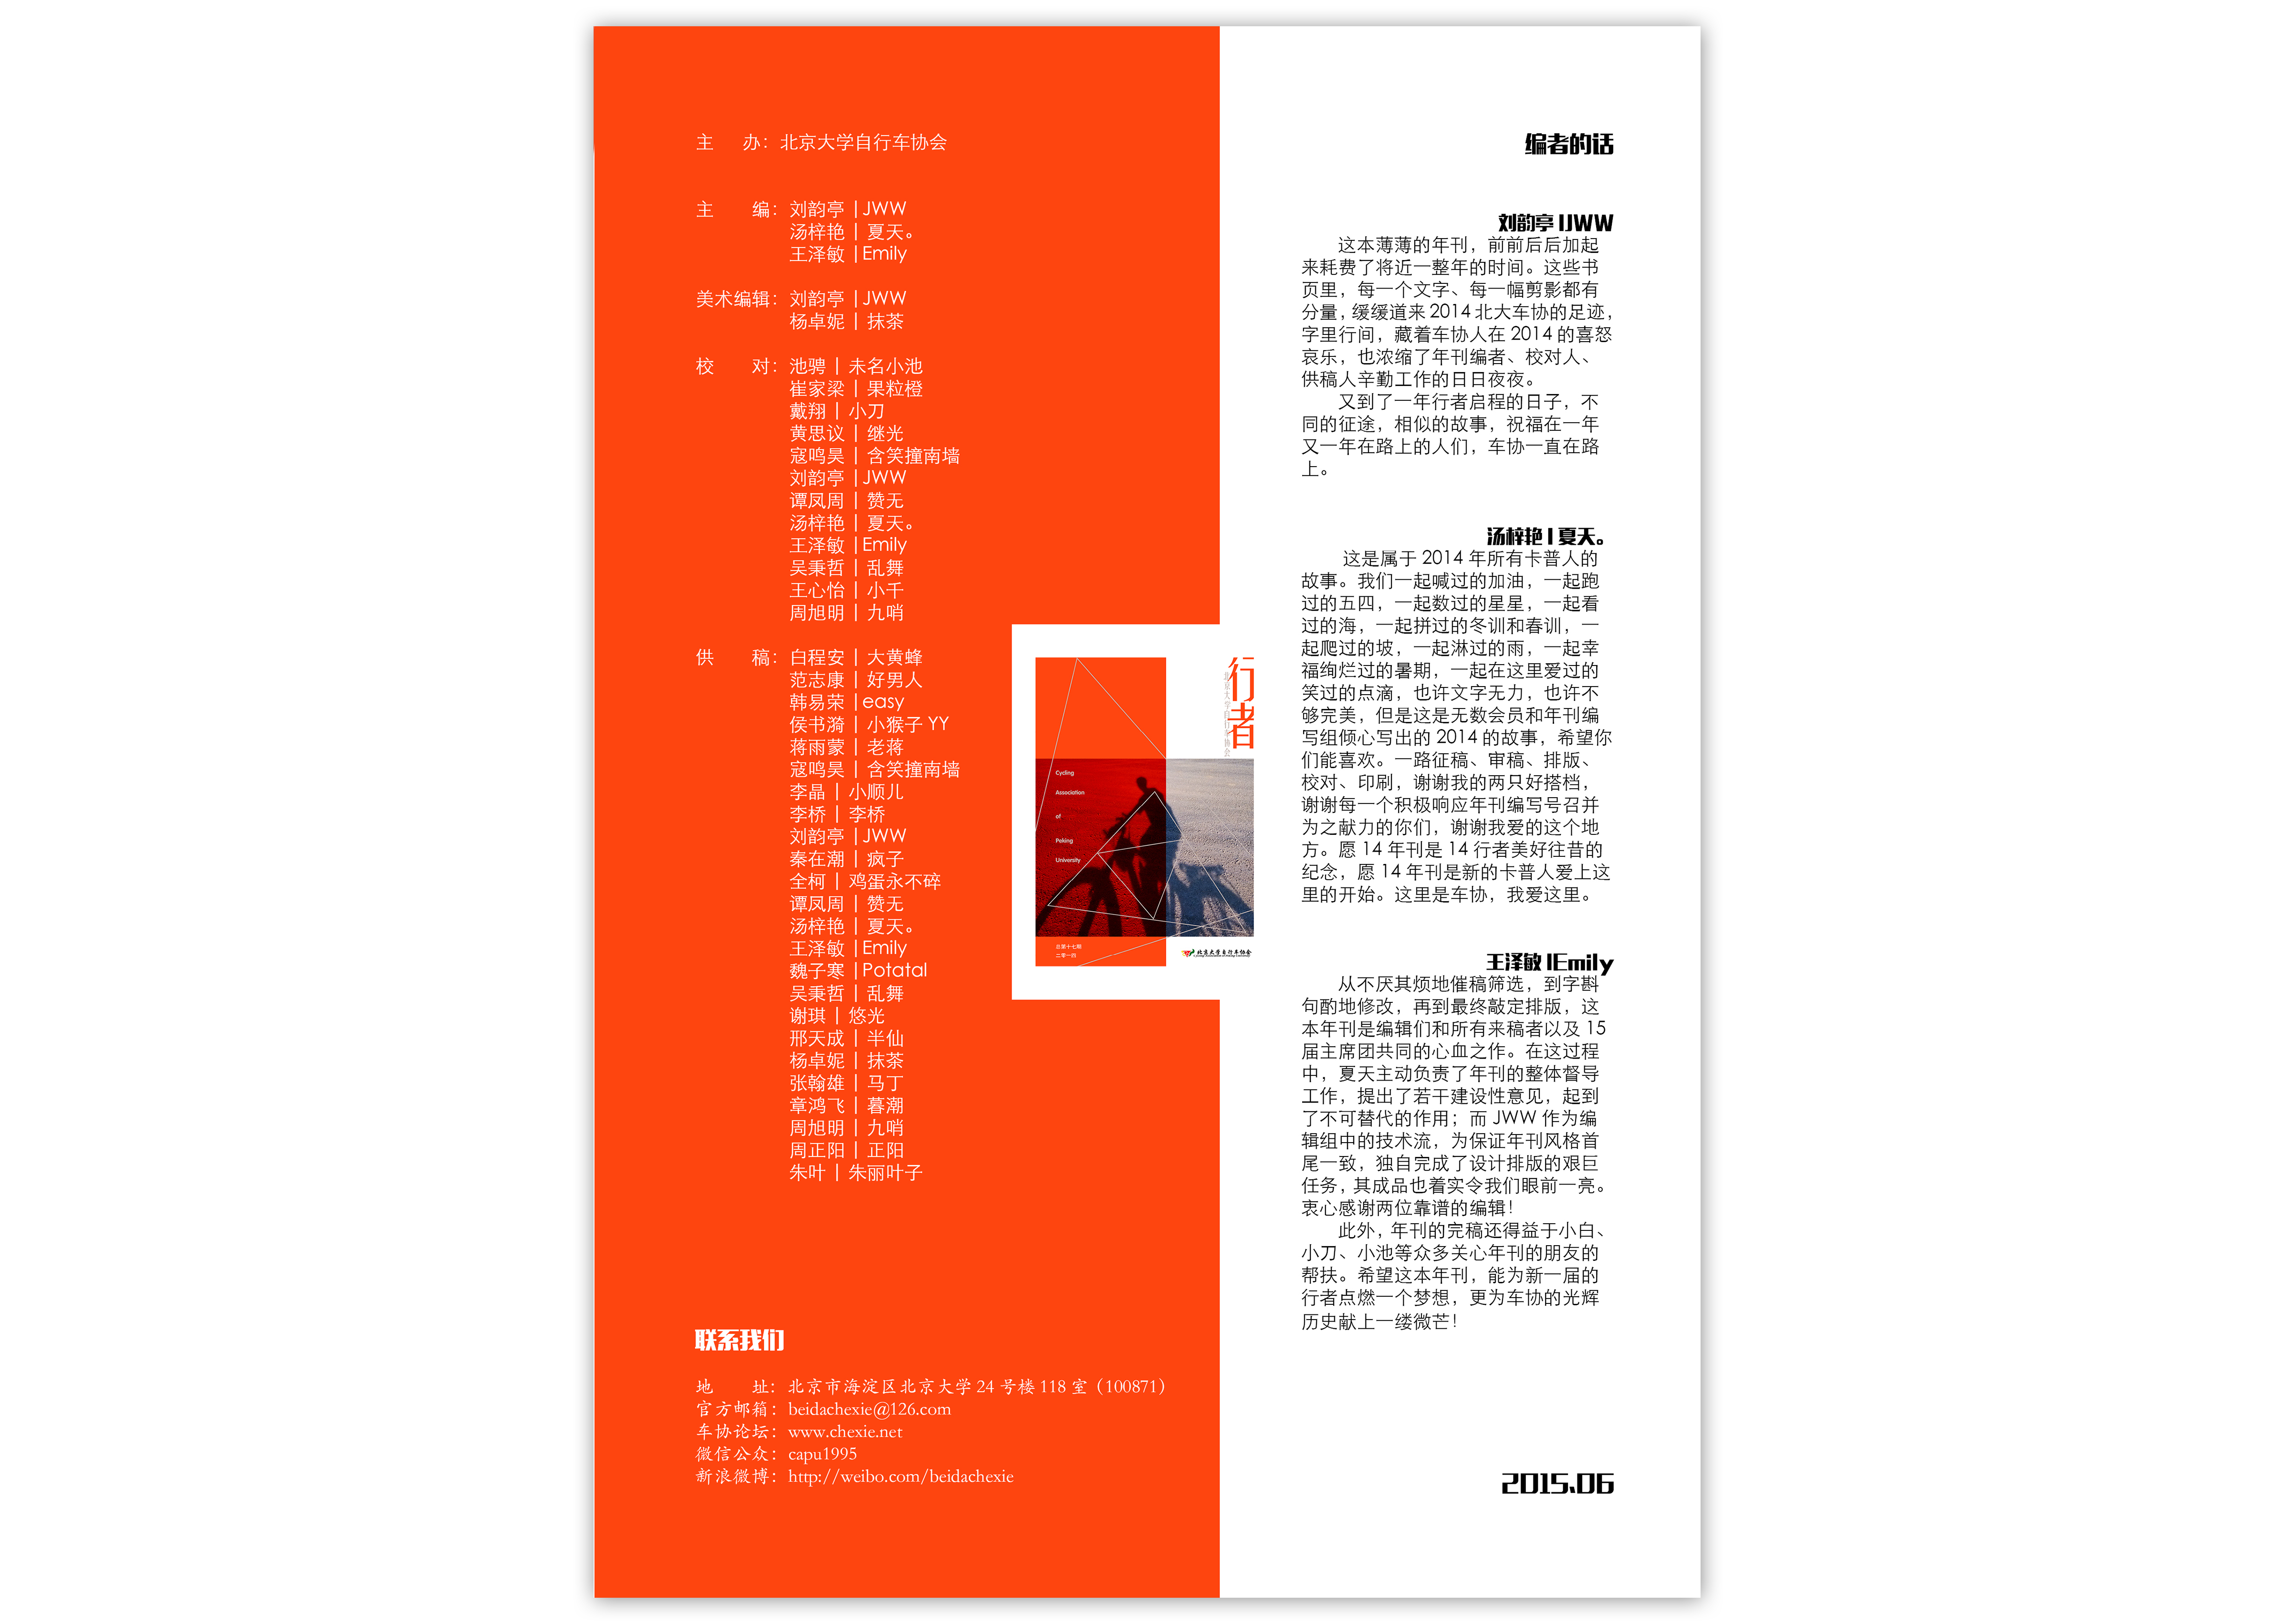 主 办：北京大学自行车协会
主 编：刘韵亭 | JWW
汤梓艳 | 夏天。
王泽敏 | Emily
美术编辑：刘韵亭 | JWW
杨卓妮 | 抹茶
校 对：池骋 | 未名小池
崔家梁 | 果粒橙
戴翔 | 小刀
黄思议 | 继光
寇鸣昊 | 含笑撞南墙
刘韵亭 | JWW
谭凤周 | 赞无
汤梓艳 | 夏天。
王泽敏 | Emily
吴秉哲 | 乱舞
王心怡 | 小千
周旭明 | 九哨
供 稿：白程安 | 大黄蜂
范志康 | 好男人
韩易荣 | easy
侯书漪 | 小猴子 YY
蒋雨蒙 | 老蒋
寇鸣昊 | 含笑撞南墙
李晶 | 小顺儿
李桥 | 李桥
刘韵亭 | JWW
秦在潮 | 疯子
全柯 | 鸡蛋永不碎
谭凤周 | 赞无
汤梓艳 | 夏天。
王泽敏 | Emily
魏子寒 | Potatal
吴秉哲 | 乱舞
谢琪 | 悠光
邢天成 | 半仙
杨卓妮 | 抹茶
张翰雄 | 马丁
章鸿飞 | 暮潮
周旭明 | 九哨
周正阳 | 正阳
朱叶 | 朱丽叶子
联系我们
地 址：北京市海淀区北京大学 24 号楼 118 室（100871）
官方邮箱：beidachexie@126.com
车协论坛：www.chexie.net
微信公众：capu1995
新浪微博：http://weibo.com/beidachexie
行者
北京大学自行车协会
Cycling
Association
of
Peking
University
总第十七期
二零一四
北京大学自行车协会
编者的话
刘韵亭 | JWW
这本薄薄的年刊，前前后后加起
来耗费了将近一整年的时间。这些书
页里，每一个文字、每一幅剪影都有
分量，缓缓道来 2014 北大车协的足迹，
字里行间，藏着车协人在 2014 的喜怒
哀乐，也浓缩了年刊编者、校对人、
供稿人辛勤工作的日日夜夜。
又到了一年行者启程的日子，不
同的征途，相似的故事，祝福在一年
又一年在路上的人们，车协一直在路
上。
汤梓艳 | 夏天。
这是属于 2014 年所有卡普人的
故事。我们一起喊过的加油，一起跑
过的五四，一起数过的星星，一起看
过的海，一起拼过的冬训和春训，一
起爬过的坡，一起淋过的雨，一起幸
福绚烂过的暑期，一起在这里爱过的
笑过的点滴，也许文字无力，也许不
够完美，但是这是无数会员和年刊编
写组倾心写出的 2014 的故事，希望你
们能喜欢。一路征稿、审稿、排版、
校对、印刷，谢谢我的两只好搭档，
谢谢每一个积极响应年刊编写号召并
为之献力的你们，谢谢我爱的这个地
方。愿 14 年刊是 14 行者美好往昔的
纪念，愿 14 年刊是新的卡普人爱上这
里的开始。这里是车协，我爱这里。
王泽敏 | Emily
从不厌其烦地催稿筛选，到字斟
句酌地修改，再到最终敲定排版，这
本年刊是编辑们和所有来稿者以及 15
届主席团共同的心血之作。在这过程
中，夏天主动负责了年刊的整体督导
工作，提出了若干建设性意见，起到
了不可替代的作用；而 JWW 作为编
辑组中的技术流，为保证年刊风格首
尾一致，独自完成了设计排版的艰巨
任务，其成品也着实令我们眼前一亮。
衷心感谢两位靠谱的编辑！
此外，年刊的完稿还得益于小白、
小刀、小池等众多关心年刊的朋友的
帮扶。希望这本年刊，能为新一届的
行者点燃一个梦想，更为车协的光辉
历史献上一缕微芒！
2015.06